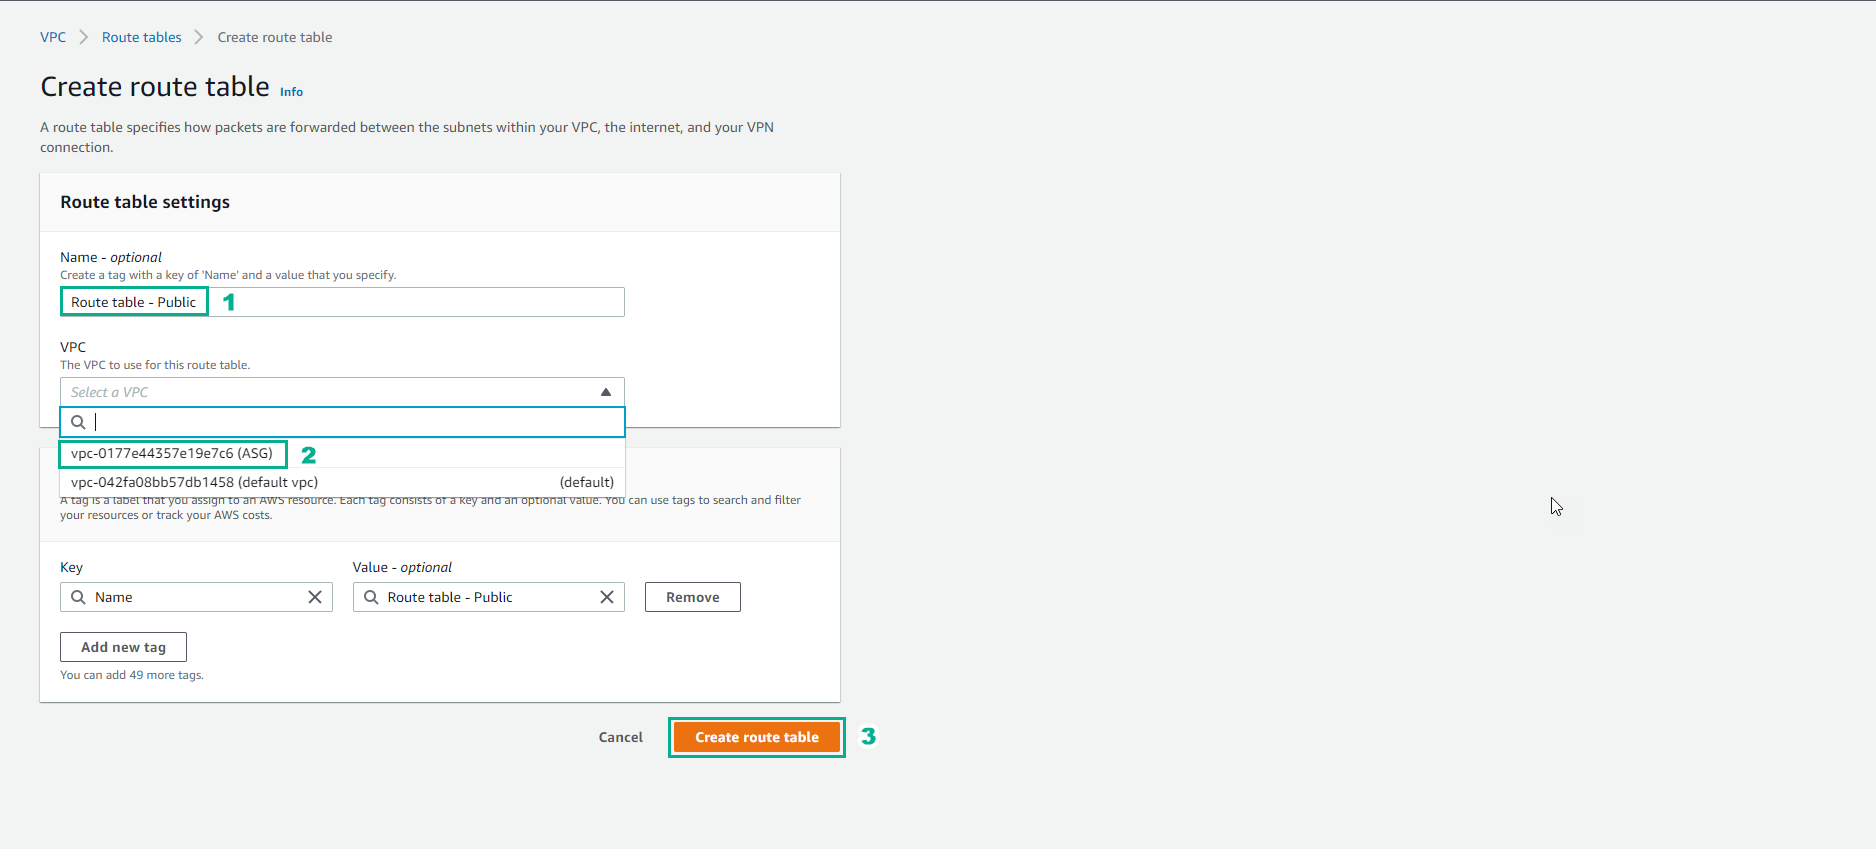 VPC > Route tables > Create route table
Create route table Info
A route table specifies how packets are forwarded between the subnets within your VPC, the internet, and your VPN
connection.
Route table settings
Name - optional
Create a tag with a key of 'Name' and a value that you specify.
Route table - Public 1
VPC
The VPC to use for this route table.
Select a VPC
vpc-0177e44357e19e7c6 (ASG) 2
vpc-042fa08bb57db1458 (default vpc) (default)
A tag is a label that you assign to an AWS resource. Each tag consists of a key and an optional value. You can use tags to search and filter
your resources or track your AWS costs.
Key Value - optional
Name Route table - Public Remove
Add new tag
You can add 49 more tags.
Cancel Create route table 3